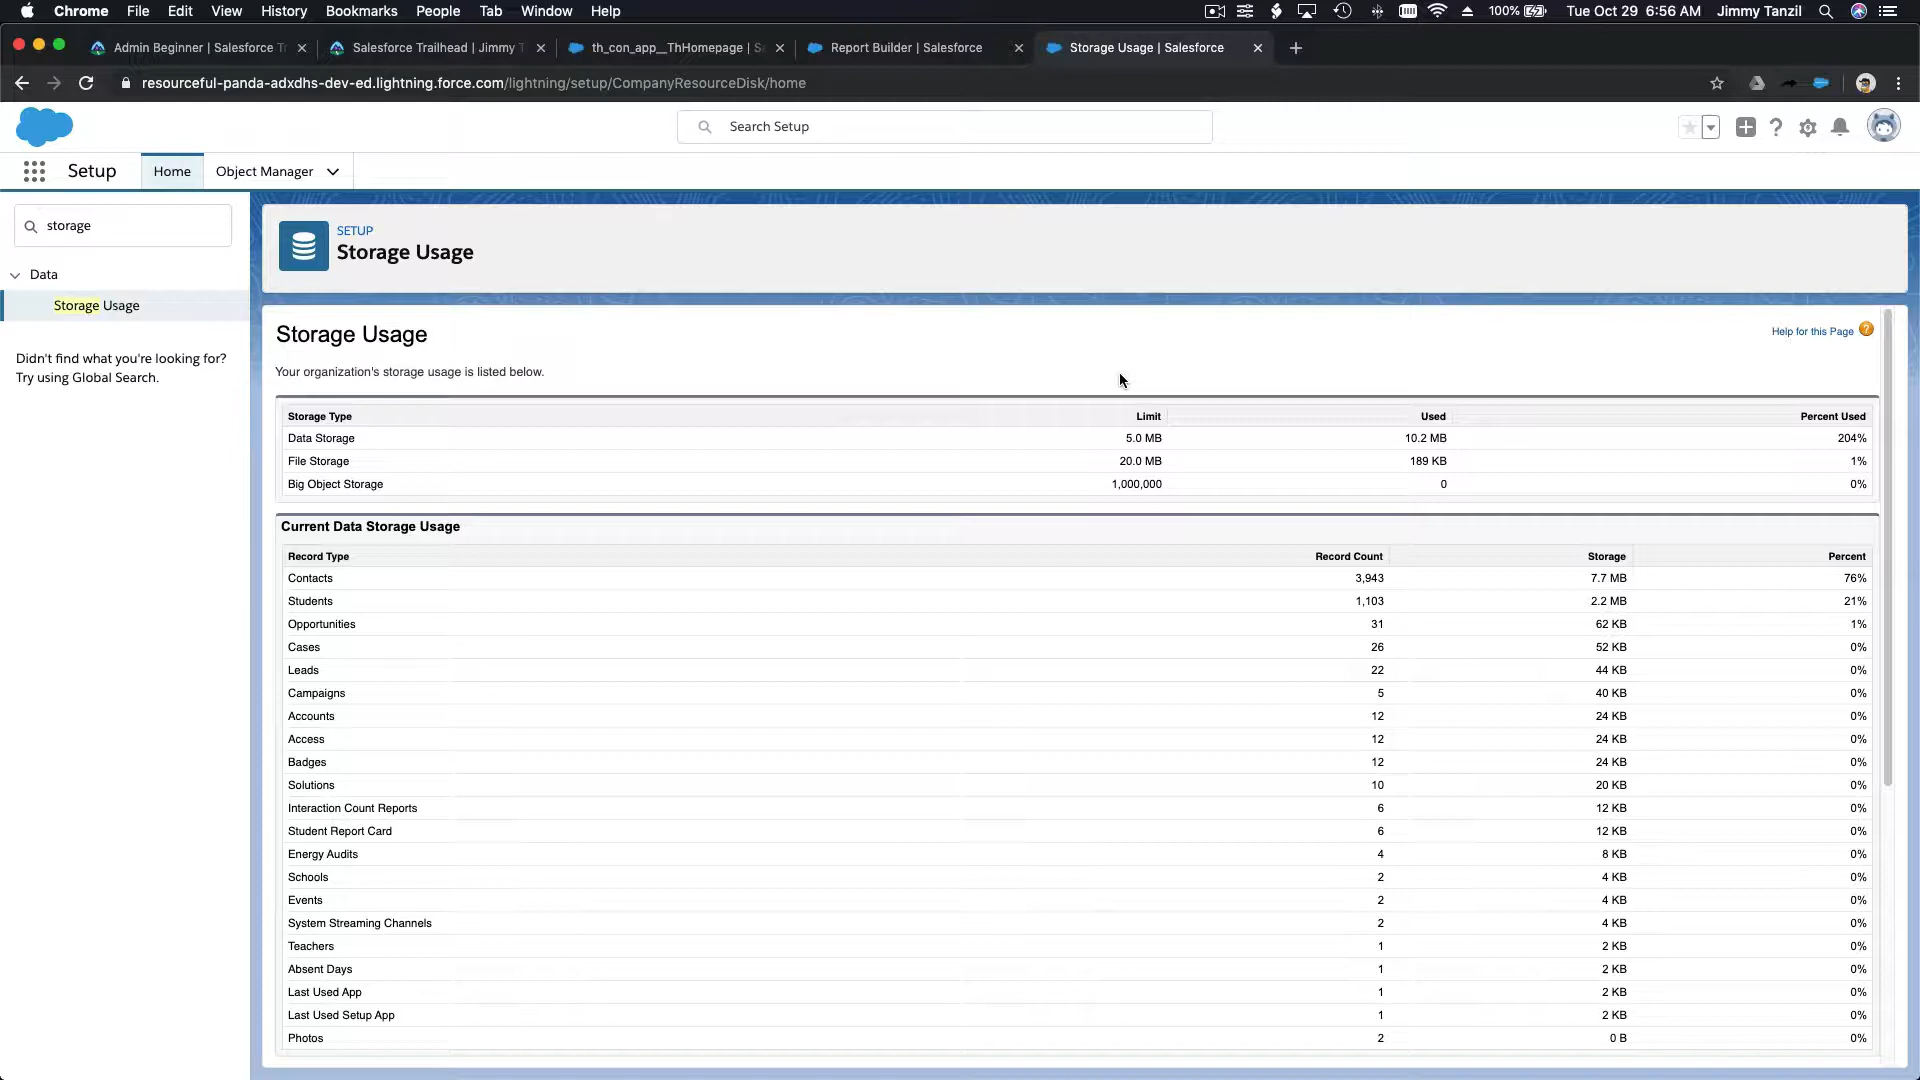 Chrome File Edit View History Bookmarks People Tab Window Help 100% Tue Oct 29 6:56 AM Jimmy Tanzil
Admin Beginner | Salesforce T
Salesforce Trailhead | Jimmy T
th_con_app__ThHomepage | S
Report Builder | Salesforce
Storage Usage | Salesforce
resourceful-panda-adxdhs-dev-ed.lightning.force.com/lightning/setup/CompanyResourceDisk/home
Search Setup
Setup Home Object Manager
storage
Data
Storage Usage
Didn't find what you're looking for?
Try using Global Search.
SETUP
Storage Usage
Storage Usage
Help for this Page ?
Your organization's storage usage is listed below.
Storage Type Limit Used Percent Used
Data Storage 5.0 MB 10.2 MB 204%
File Storage 20.0 MB 189 KB 1%
Big Object Storage 1,000,000 0 0%
Current Data Storage Usage
Record Type Record Count Storage Percent
Contacts 3,943 7.7 MB 76%
Students 1,103 2.2 MB 21%
Opportunities 31 62 KB 1%
Cases 26 52 KB 0%
Leads 22 44 KB 0%
Campaigns 5 40 KB 0%
Accounts 12 24 KB 0%
Access 12 24 KB 0%
Badges 12 24 KB 0%
Solutions 10 20 KB 0%
Interaction Count Reports 6 12 KB 0%
Student Report Card 6 12 KB 0%
Energy Audits 4 8 KB 0%
Schools 2 4 KB 0%
Events 2 4 KB 0%
System Streaming Channels 2 4 KB 0%
Teachers 1 2 KB 0%
Absent Days 1 2 KB 0%
Last Used App 1 2 KB 0%
Last Used Setup App 1 2 KB 0%
Photos 2 0 B 0%